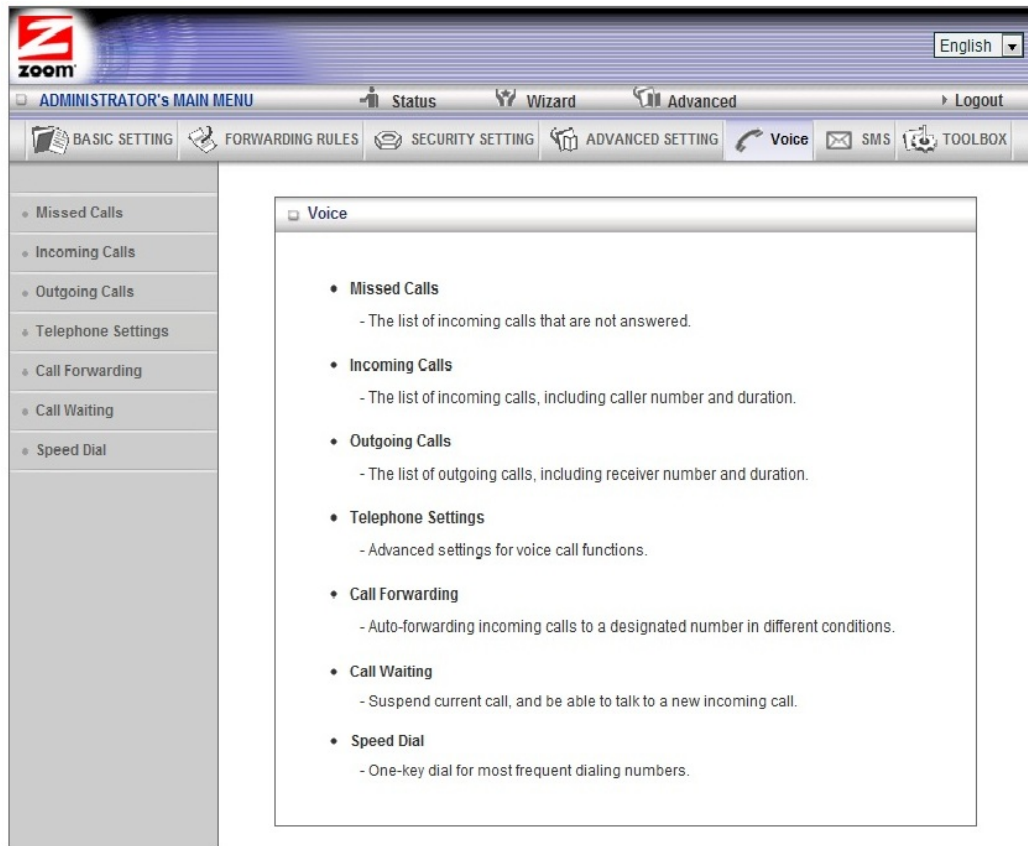 zoom
English
ADMINISTRATOR's MAIN MENU Status Wizard Advanced Logout
BASIC SETTING FORWARDING RULES SECURITY SETTING ADVANCED SETTING Voice SMS TOOLBOX
Missed Calls
Incoming Calls
Outgoing Calls
Telephone Settings
Call Forwarding
Call Waiting
Speed Dial
Voice
Missed Calls
- The list of incoming calls that are not answered.
Incoming Calls
- The list of incoming calls, including caller number and duration.
Outgoing Calls
- The list of outgoing calls, including receiver number and duration.
Telephone Settings
- Advanced settings for voice call functions.
Call Forwarding
- Auto-forwarding incoming calls to a designated number in different conditions.
Call Waiting
- Suspend current call, and be able to talk to a new incoming call.
Speed Dial
- One-key dial for most frequent dialing numbers.